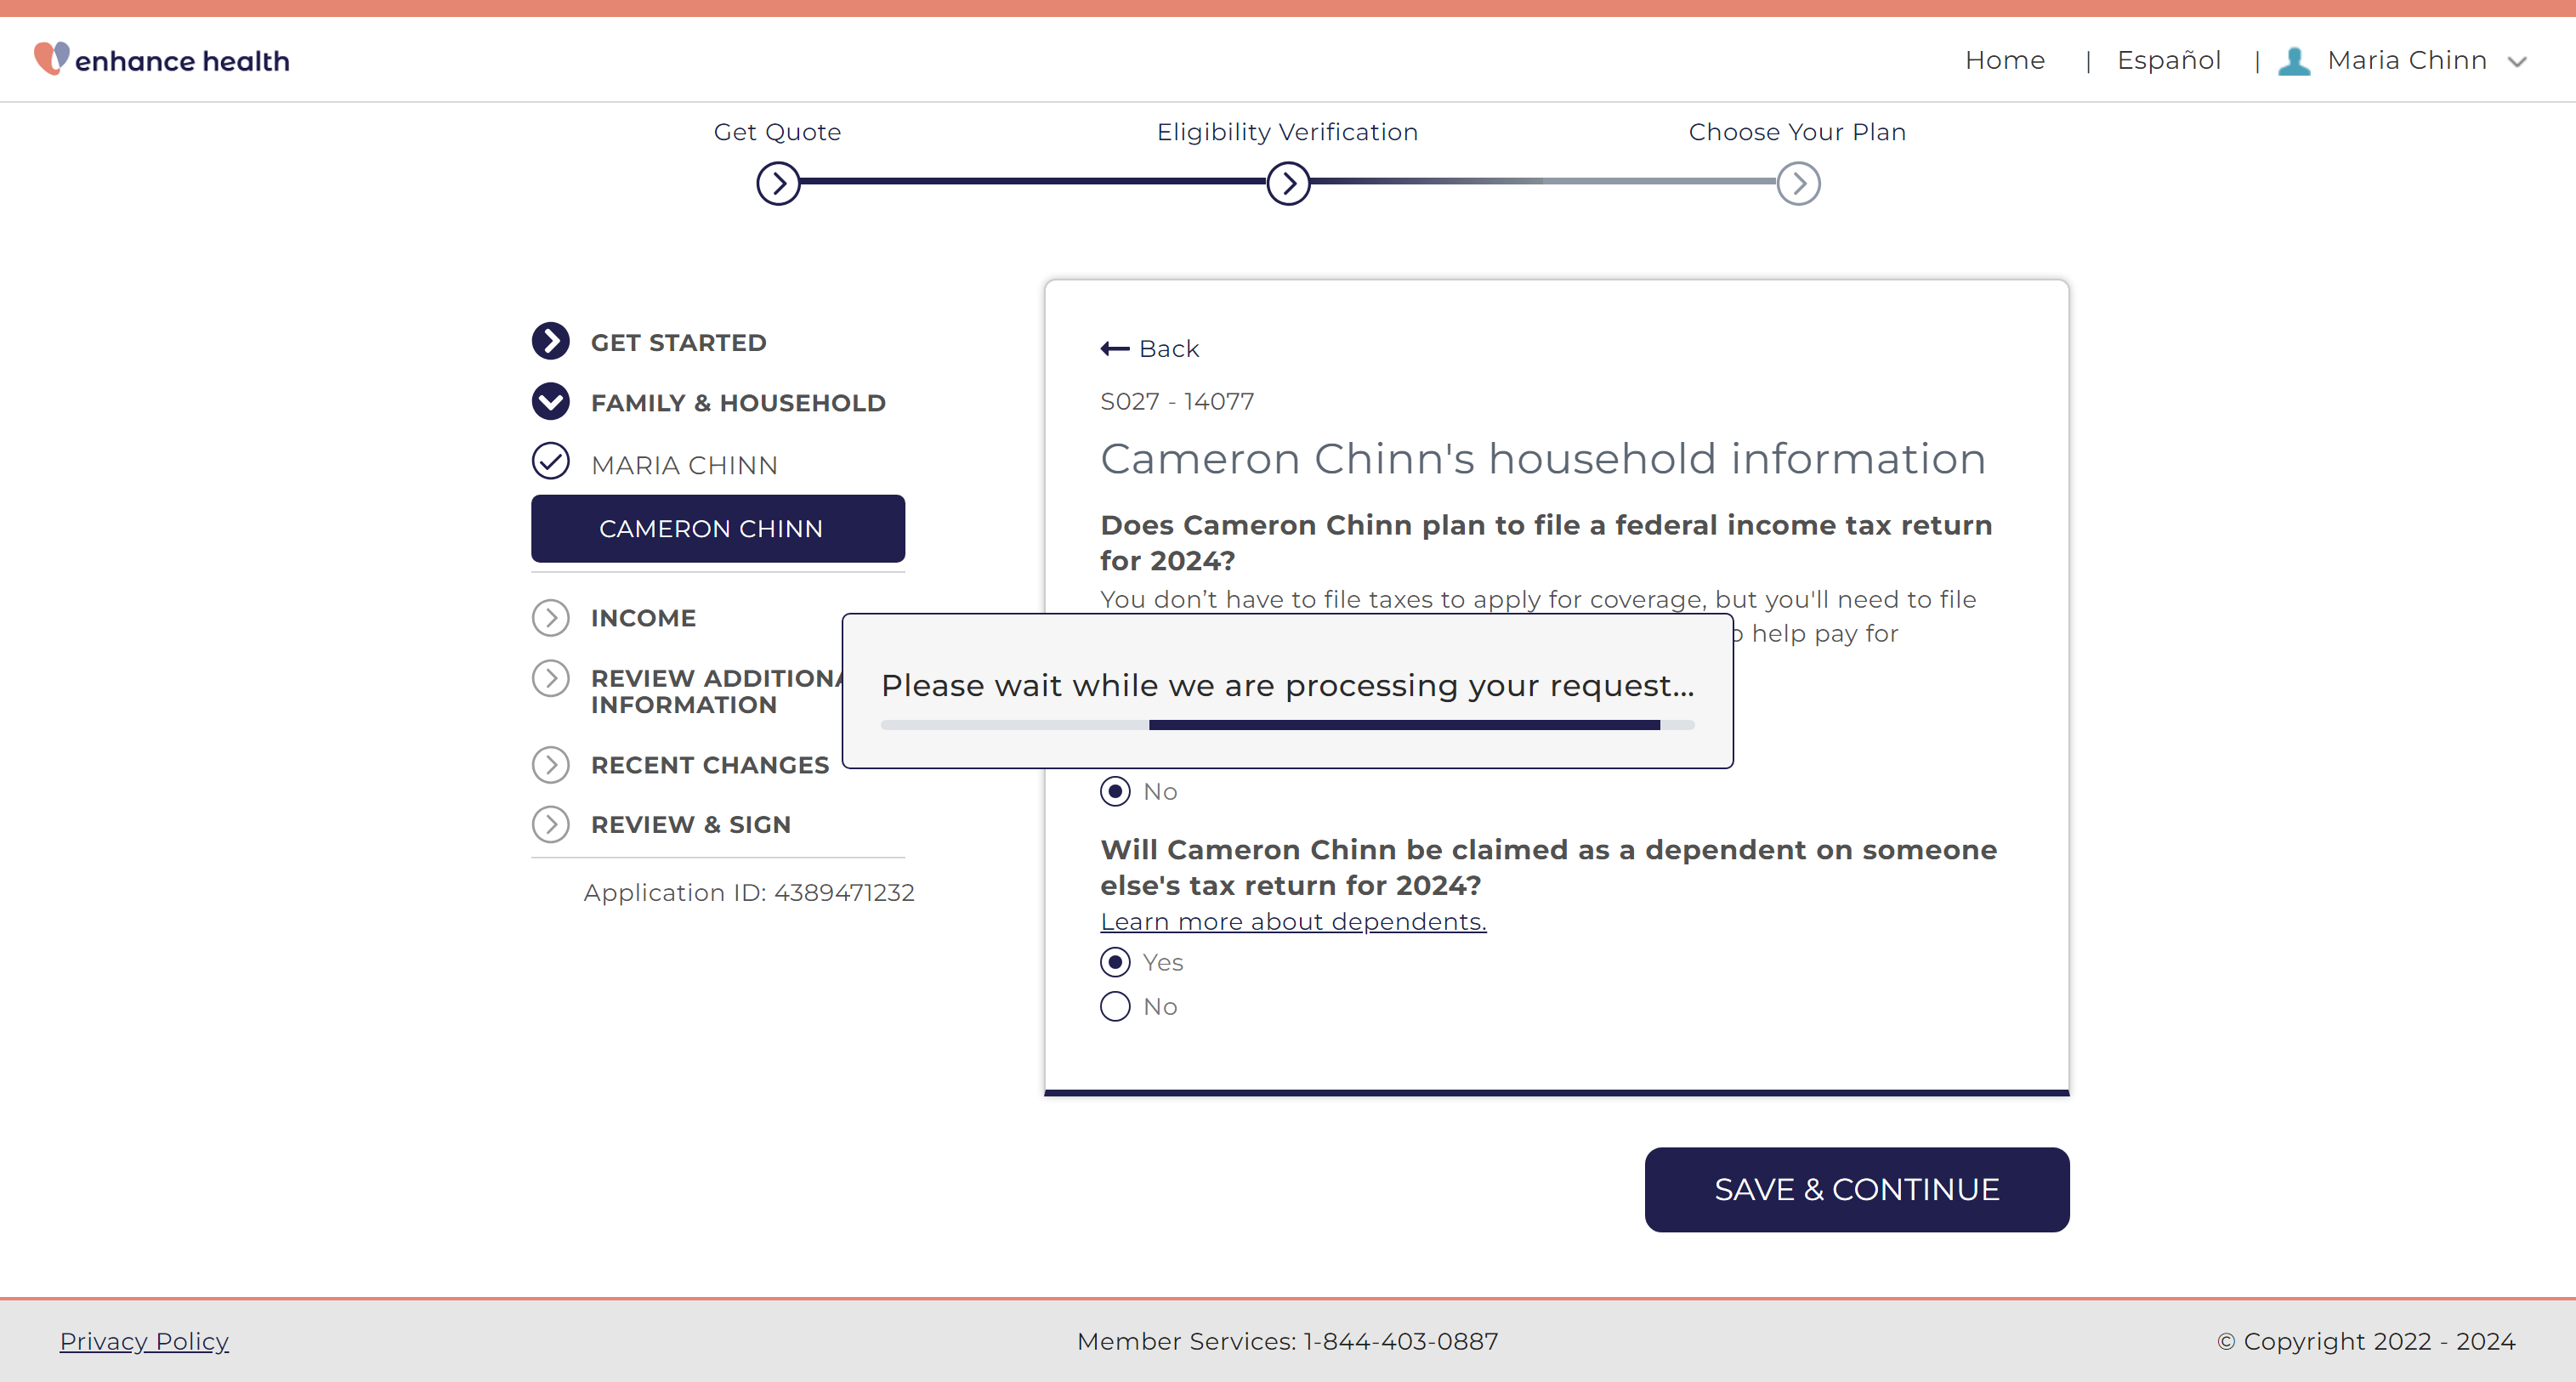 enhance health
Home | Español | Maria Chinn
Get Quote
Eligibility Verification
Choose Your Plan
GET STARTED
FAMILY & HOUSEHOLD
MARIA CHINN
CAMERON CHINN
INCOME
REVIEW ADDITIONA
INFORMATION
RECENT CHANGES
REVIEW & SIGN
Application ID: 4389471232
Back
S027 - 14077
Cameron Chinn's household information
Does Cameron Chinn plan to file a federal income tax return
for 2024?
You don’t have to file taxes to apply for coverage, but you'll need to file
help pay for
Please wait while we are processing your request...
No
Will Cameron Chinn be claimed as a dependent on someone
else's tax return for 2024?
Learn more about dependents.
Yes
No
SAVE & CONTINUE
Privacy Policy
Member Services: 1-844-403-0887
© Copyright 2022 - 2024